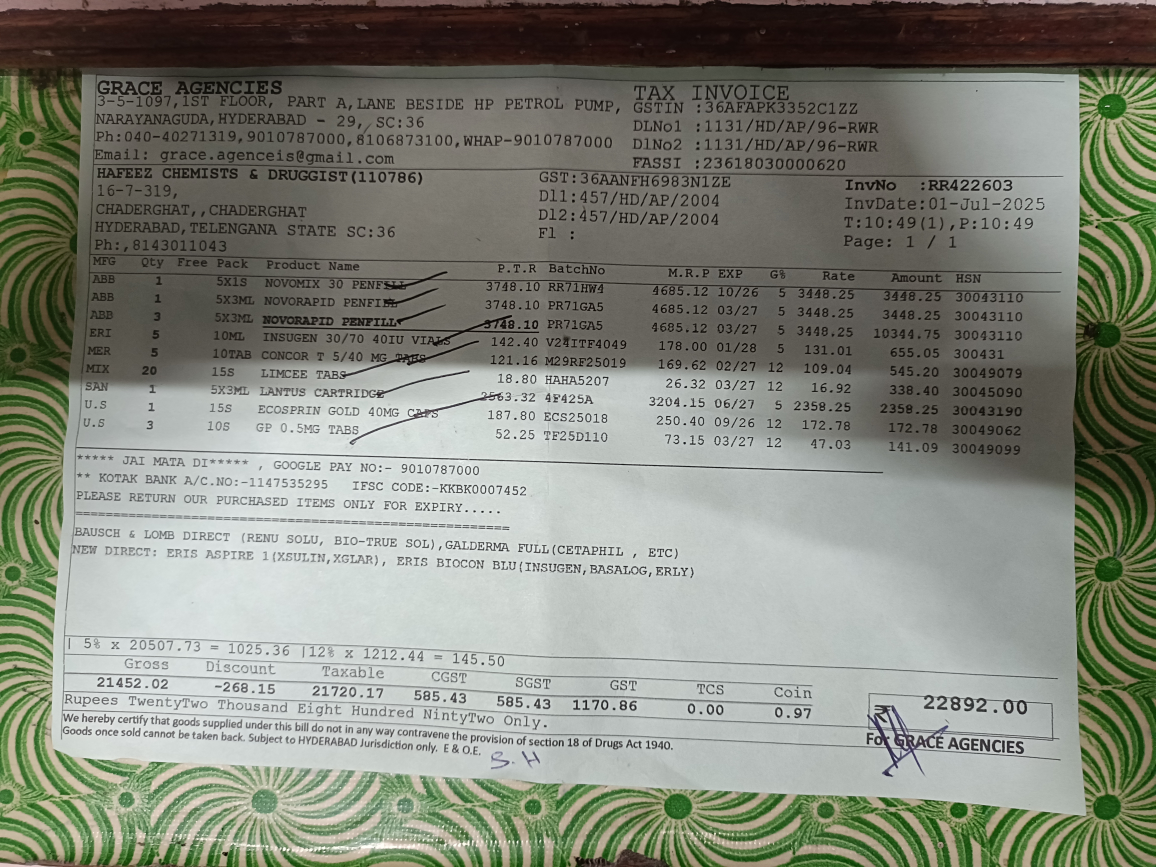 GRACE AGENCIES TAX INVOICE
3-5-1097,1ST FLOOR, PART A,LANE BESIDE HP PETROL PUMP, GSTIN :36AFAPK3352C1ZZ
NARAYANAGUDA,HYDERABAD - 29, SC:36 DLNo1 :1131/HD/AP/96-RWR
Ph:040-40271319,9010787000,8106873100,WHAP-9010787000 DlNo2 :1131/HD/AP/96-RWR
Email: grace.agenceis@gmail.com FASSI :23618030000620
HAFEEZ CHEMISTS & DRUGGIST(110786) GST:36AANFH6983N1ZE InvNo :RR422603
16-7-319, Dl1:457/HD/AP/2004 InvDate:01-Jul-2025
CHADERGHAT,,CHADERGHAT Dl2:457/HD/AP/2004 T:10:49(1),P:10:49
HYDERABAD,TELENGANA STATE SC:36 Fl : Page: 1 / 1
Ph:,8143011043
MFG Qty Free Pack Product Name P.T.R BatchNo M.R.P EXP G% Rate Amount HSN
ABB 1 5X1S NOVOMIX 30 PENFILL 3748.10 RR71HW4 4685.12 10/26 5 3448.25 3448.25 30043110
ABB 1 5X3ML NOVORAPID PENFILL 3748.10 PR71GA5 4685.12 03/27 5 3448.25 3448.25 30043110
ABB 3 5X3ML NOVORAPID PENFILL 3748.10 PR71GA5 4685.12 03/27 5 3448.25 10344.75 30043110
ERI 5 10ML INSUGEN 30/70 40IU VIALS 142.40 V24ITF4049 178.00 01/28 5 131.01 655.05 300431
MER 5 10TAB CONCOR T 5/40 MG TABS 121.16 M29RF25019 169.62 02/27 12 109.04 545.20 30049079
MIX 20 15S LIMCEE TABS 18.80 HAHA5207 26.32 03/27 12 16.92 338.40 30045090
SAN 1 5X3ML LANTUS CARTRIDGE 2563.32 4F425A 3204.15 06/27 5 2358.25 2358.25 30043190
U.S 1 15S ECOSPRIN GOLD 40MG CAPS 187.80 ECS25018 250.40 09/26 12 172.78 172.78 30049062
U.S 3 10S GP 0.5MG TABS 52.25 TF25D110 73.15 03/27 12 47.03 141.09 30049099
***** JAI MATA DI***** , GOOGLE PAY NO:- 9010787000
** KOTAK BANK A/C.NO:-1147535295 IFSC CODE:-KKBK0007452
PLEASE RETURN OUR PURCHASED ITEMS ONLY FOR EXPIRY.....
BAUSCH & LOMB DIRECT (RENU SOLU, BIO-TRUE SOL),GALDERMA FULL(CETAPHIL , ETC)
NEW DIRECT: ERIS ASPIRE 1(XSULIN,XGLAR), ERIS BIOCON BLU(INSUGEN,BASALOG,ERLY)
| 5% x 20507.73 = 1025.36 |12% x 1212.44 = 145.50
Gross Discount Taxable CGST SGST GST TCS Coin
21452.02 -268.15 21720.17 585.43 585.43 1170.86 0.00 0.97 22892.00
Rupees TwentyTwo Thousand Eight Hundred NintyTwo Only.
We hereby certify that goods supplied under this bill do not in any way contravene the provision of section 18 of Drugs Act 1940.
Goods once sold cannot be taken back. Subject to HYDERABAD Jurisdiction only. E & O.E.
For GRACE AGENCIES
S.H